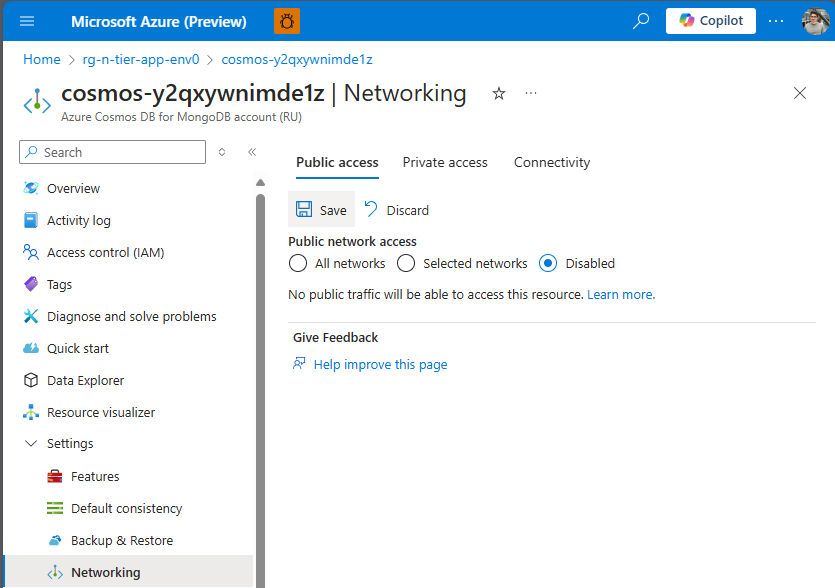 Microsoft Azure (Preview)
Copilot
Home > rg-n-tier-app-env0 > cosmos-y2qxywnimde1z
cosmos-y2qxywnimde1z | Networking
Azure Cosmos DB for MongoDB account (RU)
Search
Overview
Activity log
Access control (IAM)
Tags
Diagnose and solve problems
Quick start
Data Explorer
Resource visualizer
Settings
Features
Default consistency
Backup & Restore
Networking
Public access Private access Connectivity
Save Discard
Public network access
All networks Selected networks Disabled
No public traffic will be able to access this resource. Learn more.
Give Feedback
Help improve this page